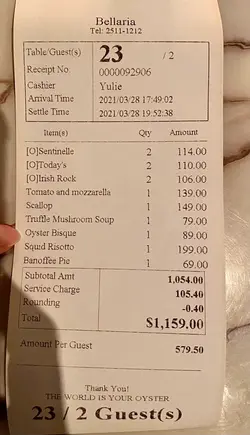 Bellaria
Tel: 2511-1212
Table/Guest(s) 23 / 2
Receipt No 0000092906
Cashier Yulie
Arrival Time 2021/03/28 17:49:02
Settle Time 2021/03/28 19:52:38
Item(s) Qty Amount
[O]Sentinelle 2 114.00
[O]Today's 2 110.00
[O]Irish Rock 2 106.00
Tomato and mozzarella 1 139.00
Scallop 1 149.00
Truffle Mushroom Soup 1 79.00
Oyster Bisque 1 89.00
Squid Risotto 1 199.00
Banoffee Pie 1 69.00
Subtotal Amt 1,054.00
Service Charge 105.40
Rounding -0.40
Total $1,159.00
Amount Per Guest 579.50
Thank You!
THE WORLD IS YOUR OYSTER
23 / 2 Guest(s)